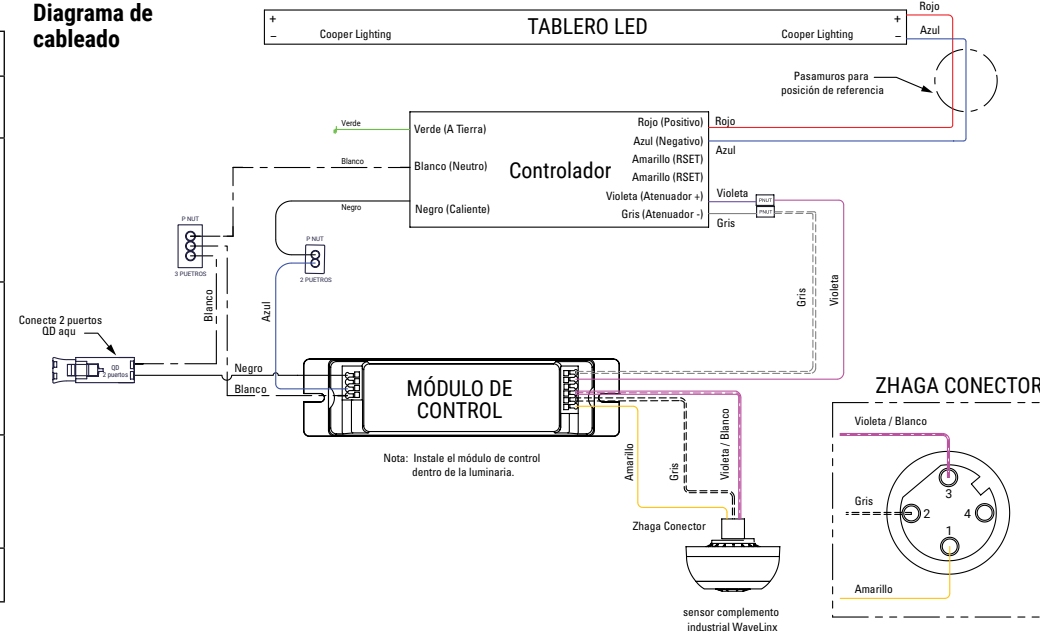 Diagrama de
cableado
+
–
Cooper Lighting
TABLERO LED
Cooper Lighting
+
–
Rojo
Azul
Pasamuros para
posición de referencia
Verde
Blanco
Negro
Verde (A Tierra)
Blanco (Neutro)
Negro (Caliente)
Controlador
Rojo (Positivo)
Azul (Negativo)
Amarillo (RSET)
Amarillo (RSET)
Violeta (Atenuador +)
Gris (Atenuador -)
Rojo
Azul
Violeta
Gris
PNUT
PNUT
P NUT
3 PUETROS
P NUT
2 PUETROS
Blanco
Azul
Gris
Violeta
Conecte 2 puertos
QD aqu
QD
2 puertos
Negro
Blanco
MÓDULO DE
CONTROL
Nota: Instale el módulo de control
dentro de la luminaria.
Amarillo
Gris
Violeta / Blanco
Zhaga Conector
sensor complemento
industrial WaveLinx
ZHAGA CONECTOR
Violeta / Blanco
Gris
Amarillo
3
2
4
1